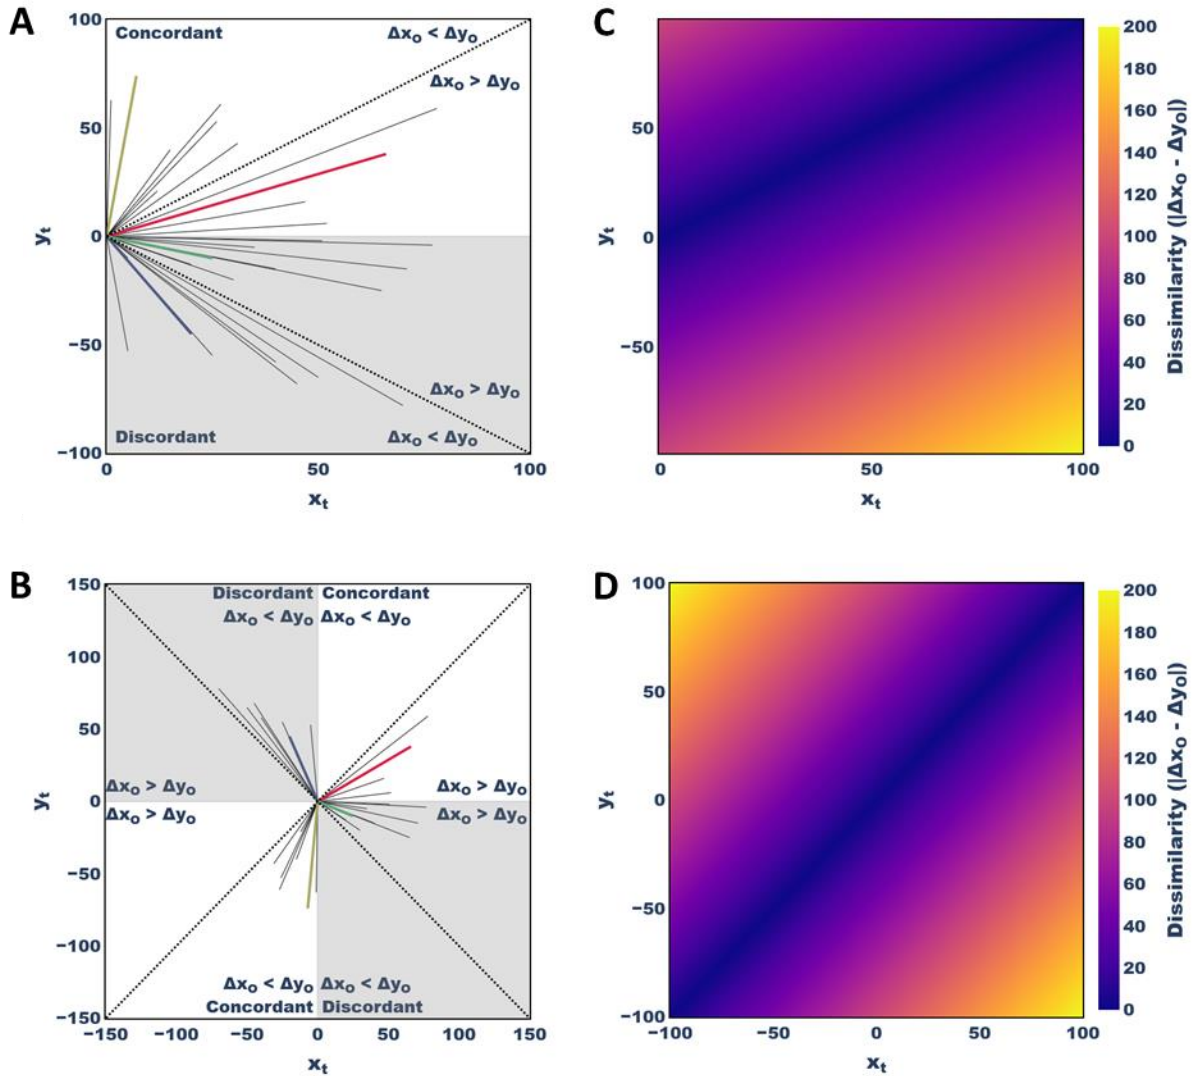 A
100
Concordant
Δxₒ < Δyₒ
Δxₒ > Δyₒ
50
yₜ
0
−50
Δxₒ > Δyₒ
Discordant
Δxₒ < Δyₒ
−100
0
50
100
xₜ
C
50
yₜ
0
−50
0
50
100
xₜ
200
180
160
140
120
100
80
60
40
20
0
Dissimilarity (|Δxₒ - Δyₒ|)
B
150
Discordant
Concordant
Δxₒ < Δyₒ
Δxₒ < Δyₒ
100
50
yₜ
Δxₒ > Δyₒ
Δxₒ > Δyₒ
0
Δxₒ > Δyₒ
Δxₒ > Δyₒ
−50
−100
Δxₒ < Δyₒ
Δxₒ < Δyₒ
Concordant
Discordant
−150
−150
−100
−50
0
50
100
150
xₜ
D
100
50
yₜ
0
−50
−100
−100
−50
0
50
100
xₜ
200
180
160
140
120
100
80
60
40
20
0
Dissimilarity (|Δxₒ - Δyₒ|)